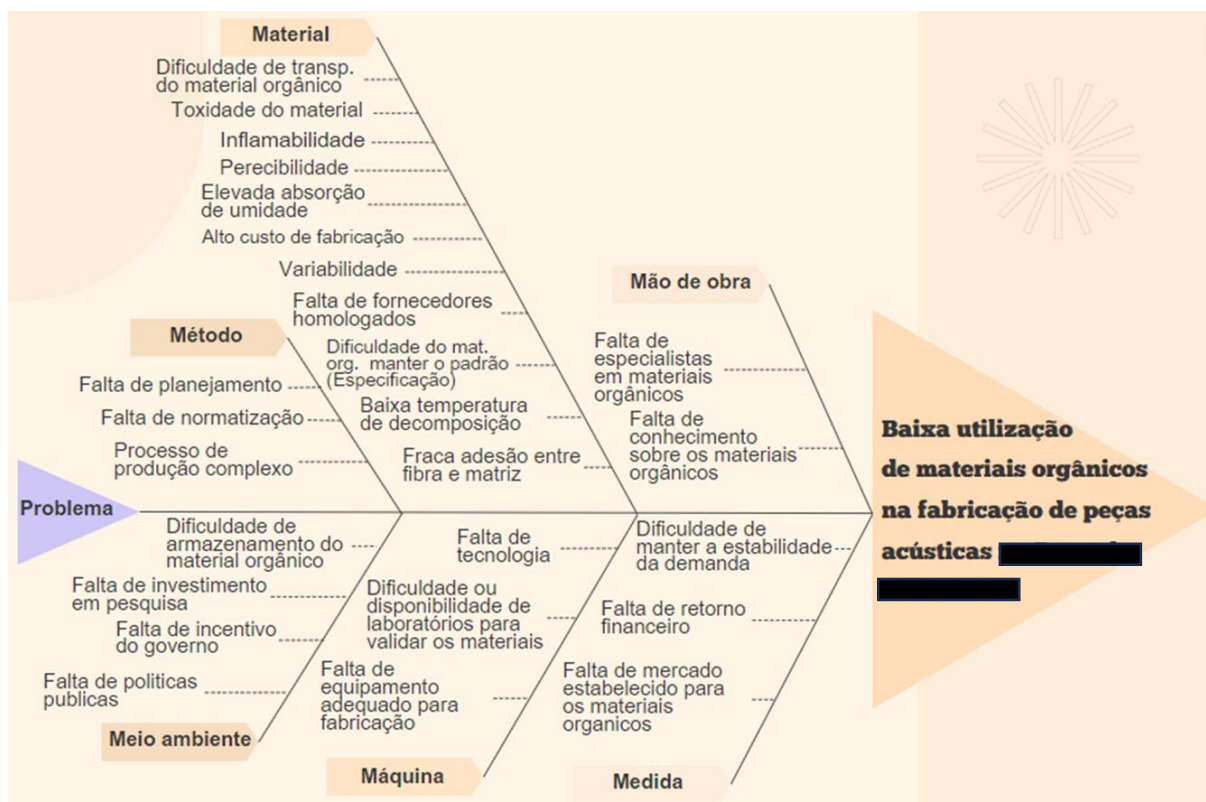 Material
Dificuldade de transp.
do material orgânico
Toxidade do material
Inflamabilidade
Perecibilidade
Elevada absorção
de umidade
Alto custo de fabricação
Variabilidade
Falta de fornecedores
homologados
Dificuldade do mat.
org. manter o padrão
(Especificação)
Baixa temperatura
de decomposição
Fraca adesão entre
fibra e matriz
Método
Falta de planejamento
Falta de normatização
Processo de
produção complexo
Mão de obra
Falta de
especialistas
em materiais
orgânicos
Falta de
conhecimento
sobre os materiais
orgânicos
Problema
Baixa utilização
de materiais orgânicos
na fabricação de peças
acústicas
Dificuldade de
armazenamento do
material orgânico
Falta de investimento
em pesquisa
Falta de incentivo
do governo
Falta de politicas
publicas
Meio ambiente
Falta de
tecnologia
Dificuldade ou
disponibilidade de
laboratórios para
validar os materiais
Falta de
equipamento
adequado para
fabricação
Máquina
Dificuldade de
manter a estabilidade
da demanda
Falta de retorno
financeiro
Falta de mercado
estabelecido para
os materiais
organicos
Medida